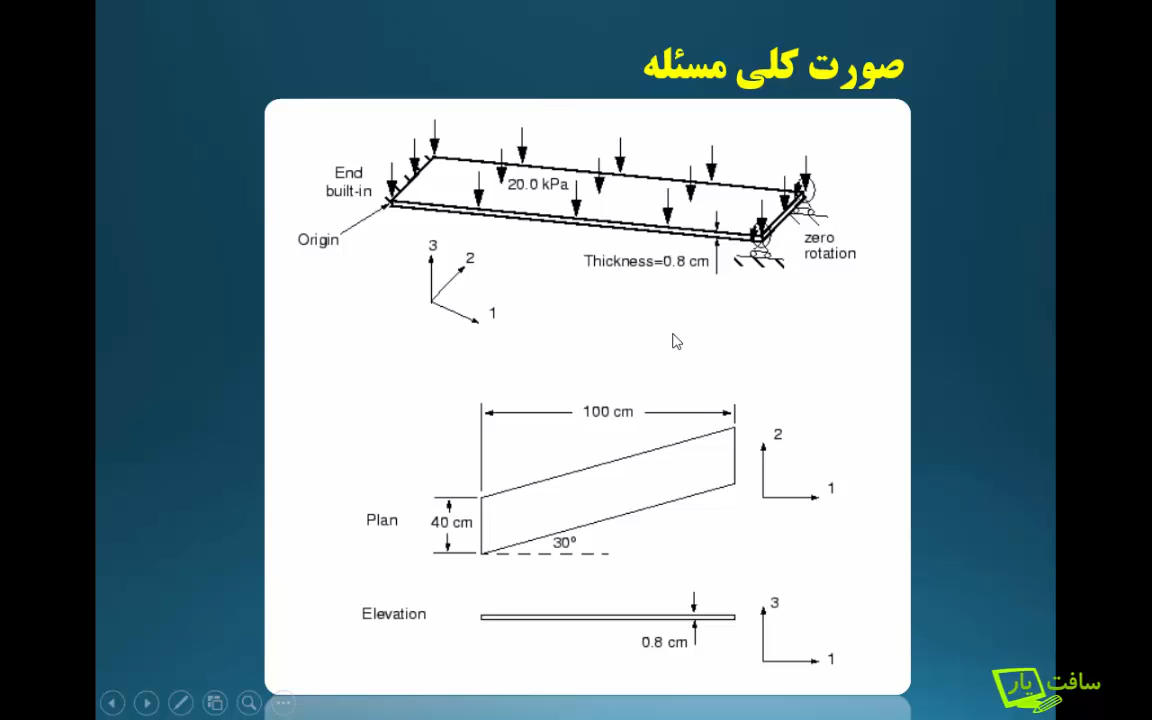 صورت کلی مسئله
End
built-in
20.0 kPa
Origin
zero
rotation
Thickness=0.8 cm
3
2
1
100 cm
2
1
Plan
40 cm
30°
Elevation
3
0.8 cm
1
سافت یار